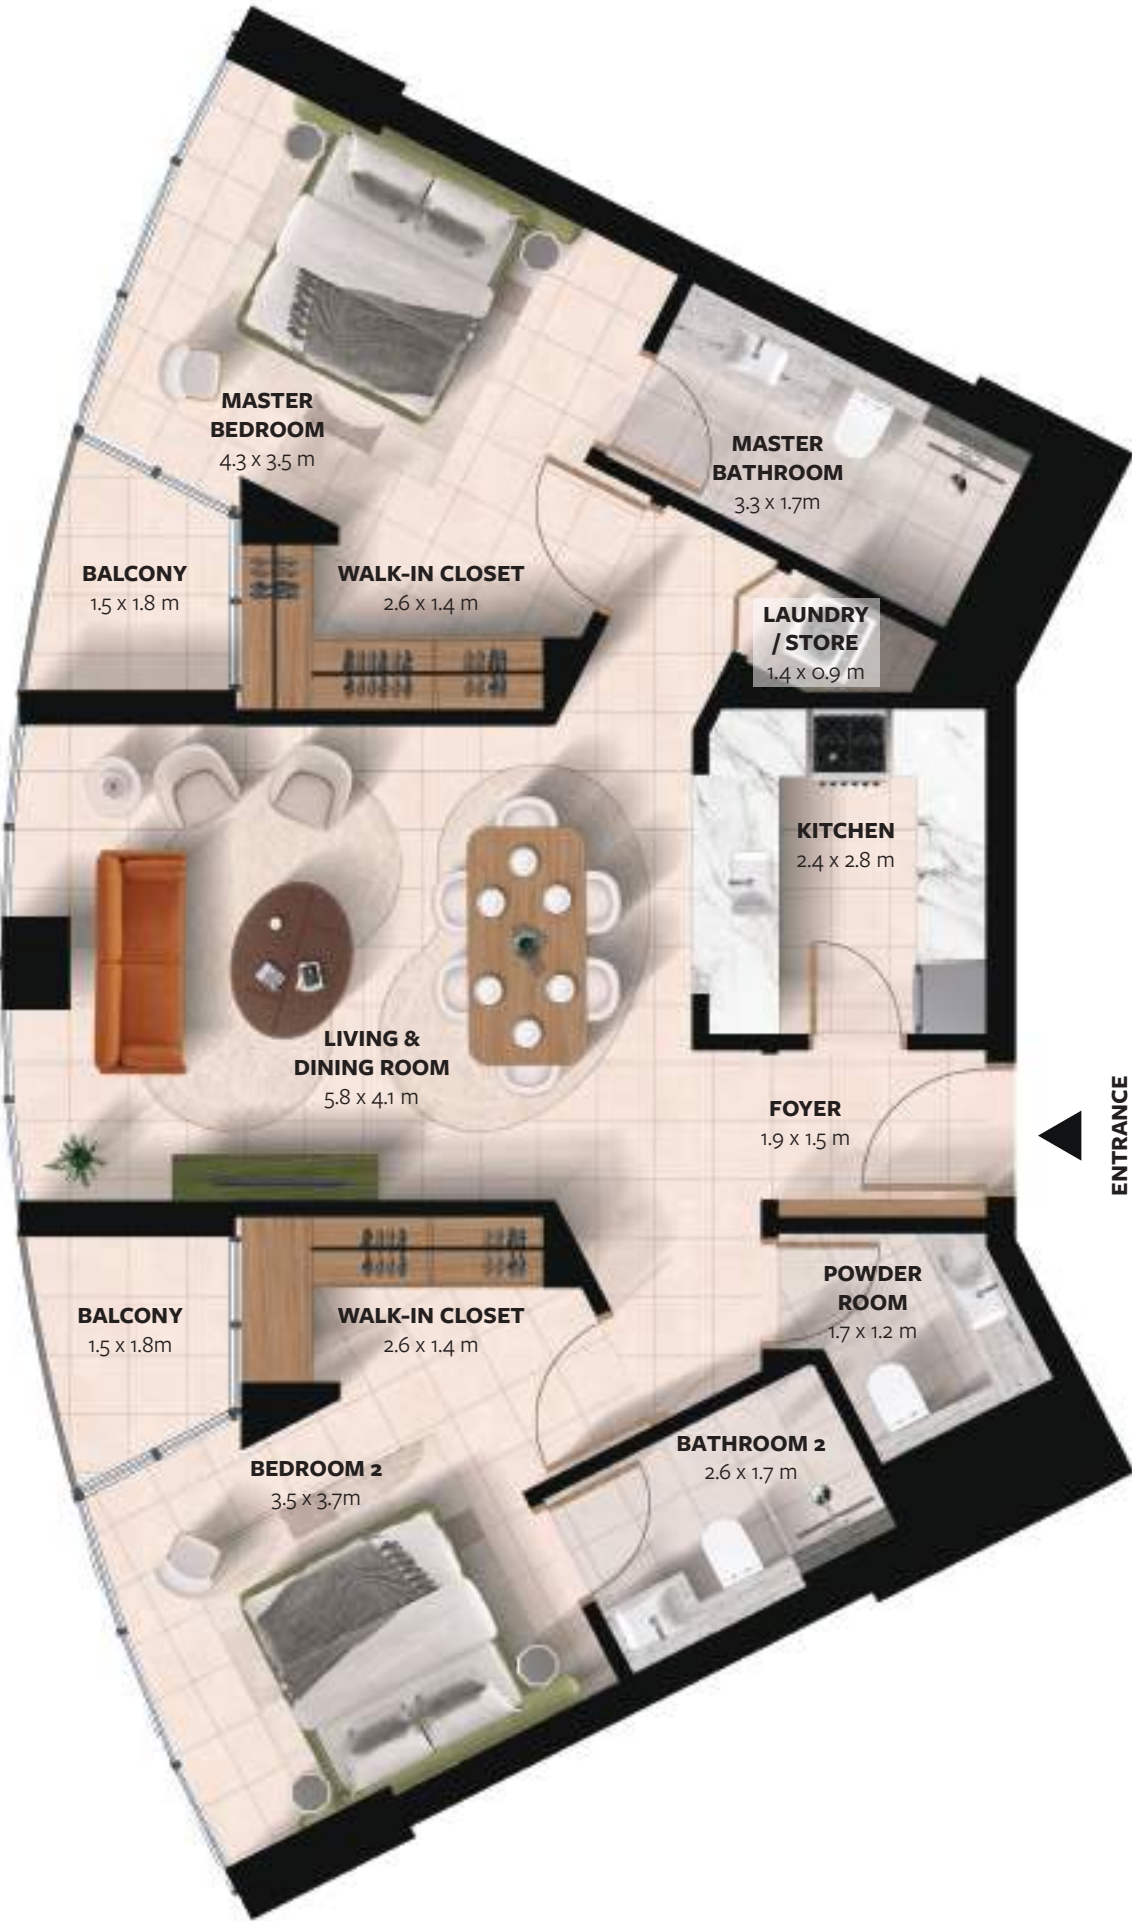 MASTER
BEDROOM
4.3 x 3.5 m
MASTER
BATHROOM
3.3 x 1.7m
BALCONY
1.5 x 1.8 m
WALK-IN CLOSET
2.6 x 1.4 m
LAUNDRY
/ STORE
1.4 x 0.9 m
KITCHEN
2.4 x 2.8 m
LIVING &
DINING ROOM
5.8 x 4.1 m
FOYER
1.9 x 1.5 m
ENTRANCE
POWDER
ROOM
1.7 x 1.2 m
BALCONY
1.5 x 1.8m
WALK-IN CLOSET
2.6 x 1.4 m
BATHROOM 2
2.6 x 1.7 m
BEDROOM 2
3.5 x 3.7m